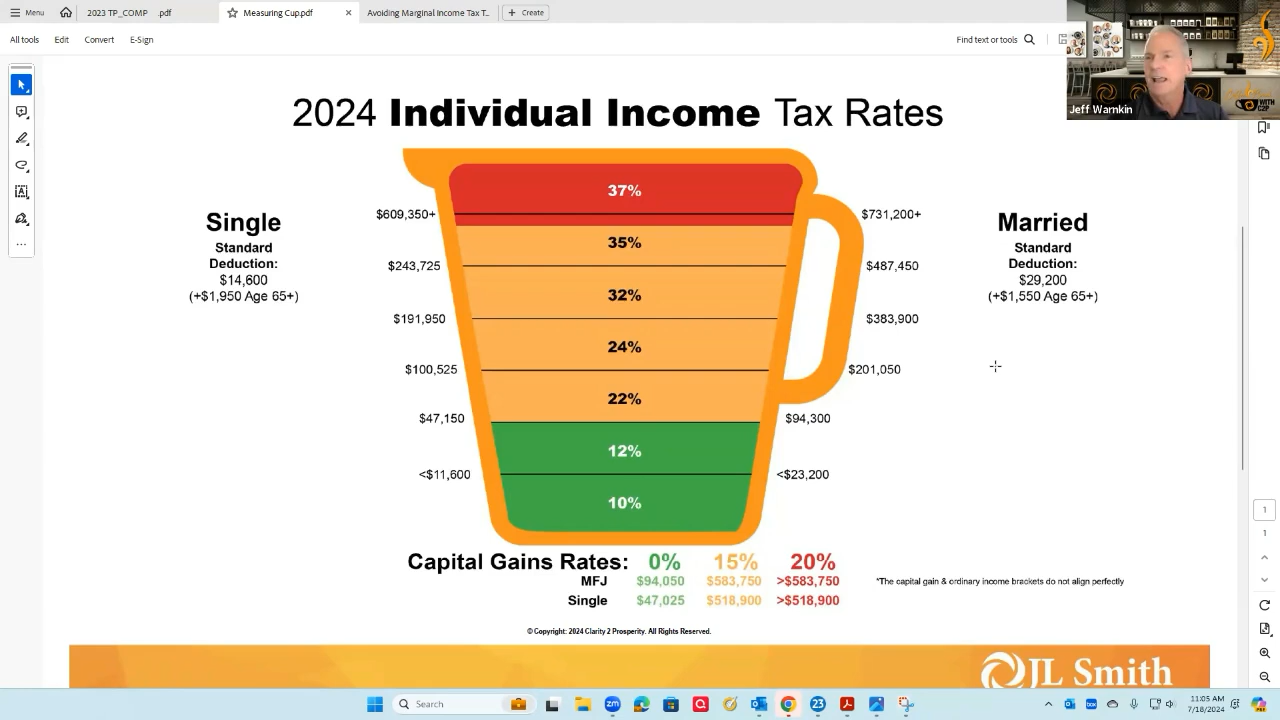 Menu
2023 TP_COMP .pdf
Measuring Cup.pdf
Avoiding Marginal Income Tax T...
Create
All tools
Edit
Convert
E-Sign
Find text or tools
Jeff Warnkin
WITH C2P
2024 Individual Income Tax Rates
37%
$609,350+
$731,200+
Single
Married
Standard
Deduction:
$14,600
(+$1,950 Age 65+)
Standard
Deduction:
$29,200
(+$1,550 Age 65+)
35%
$243,725
$487,450
32%
$191,950
$383,900
24%
$100,525
$201,050
22%
$47,150
$94,300
12%
<$11,600
<$23,200
10%
Capital Gains Rates: 0% 15% 20%
MFJ $94,050 $583,750 >$583,750
Single $47,025 $518,900 >$518,900
*The capital gain & ordinary income brackets do not align perfectly
© Copyright: 2024 Clarity 2 Prosperity. All Rights Reserved.
JL Smith
1
1
Search
23
11:05 AM
7/18/2024